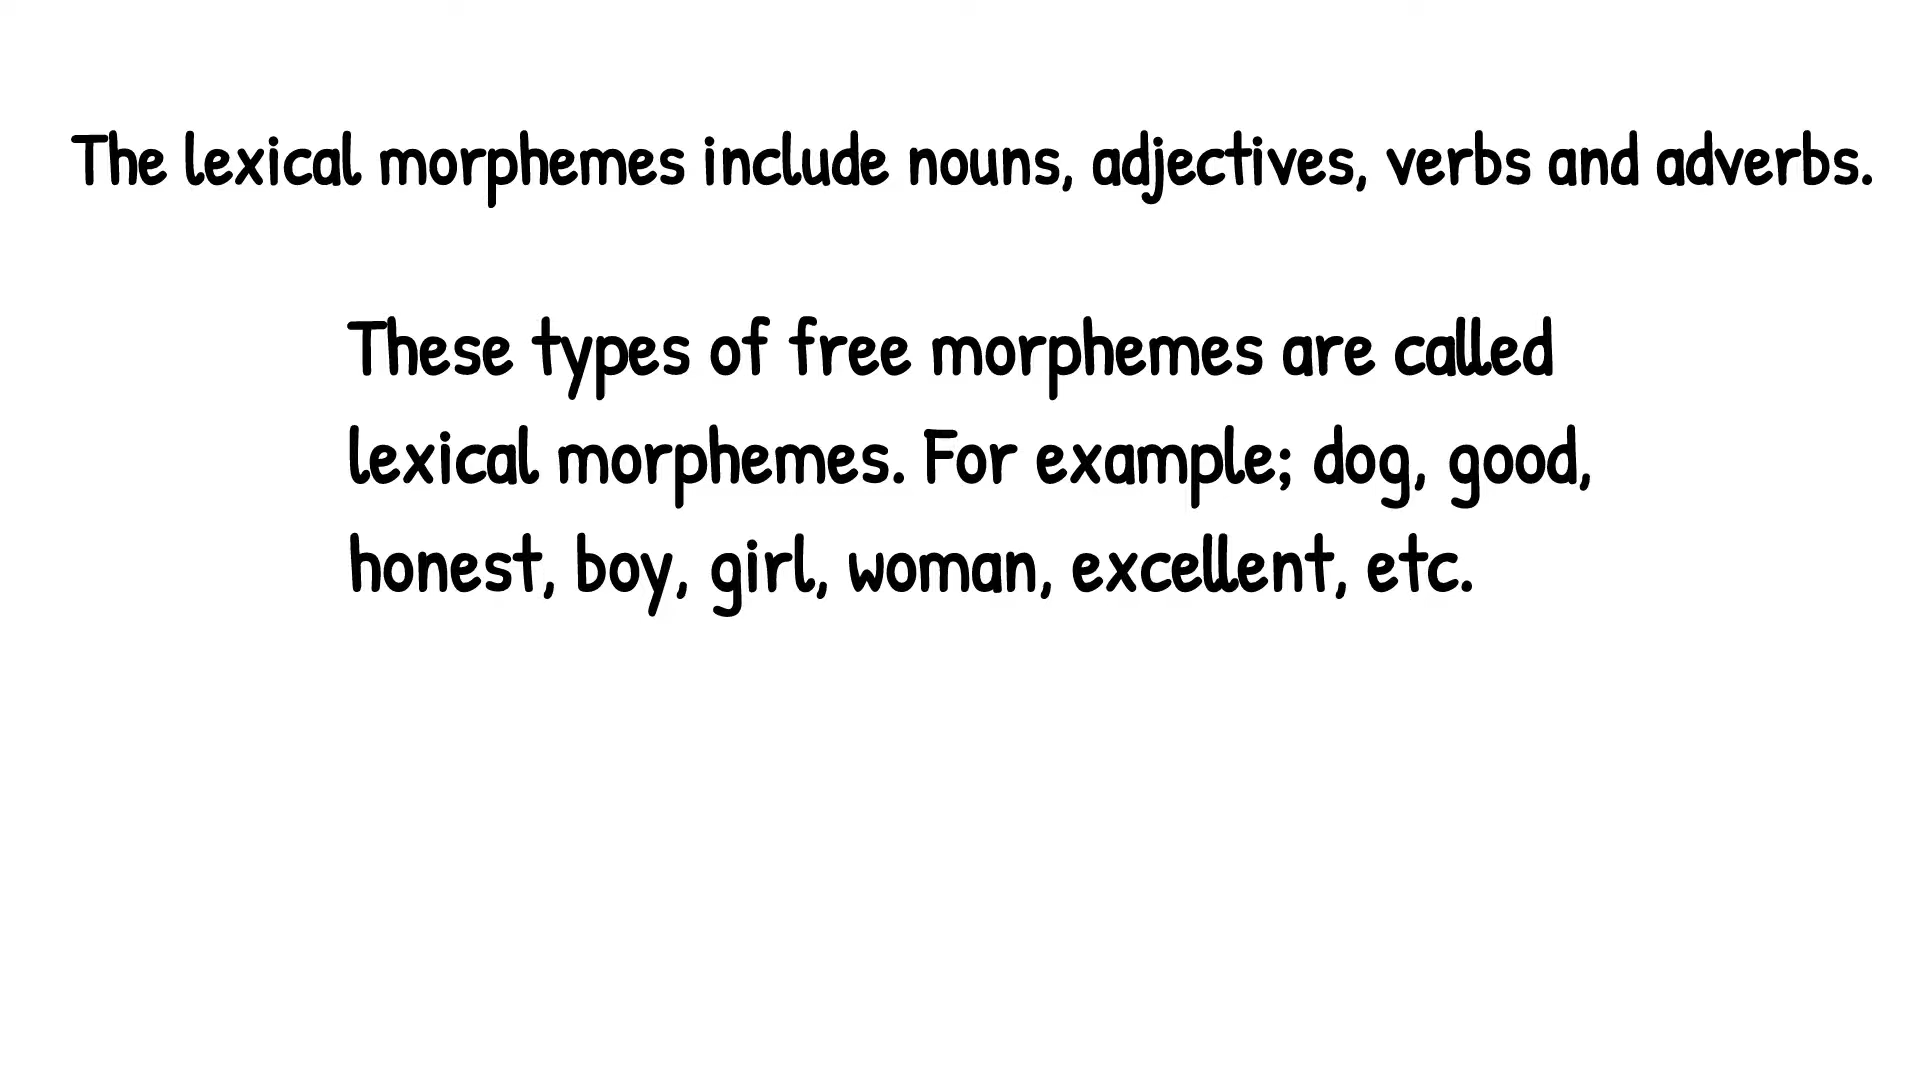 The lexical morphemes include nouns, adjectives, verbs and adverbs.
These types of free morphemes are called
lexical morphemes. For example; dog, good,
honest, boy, girl, woman, excellent, etc.